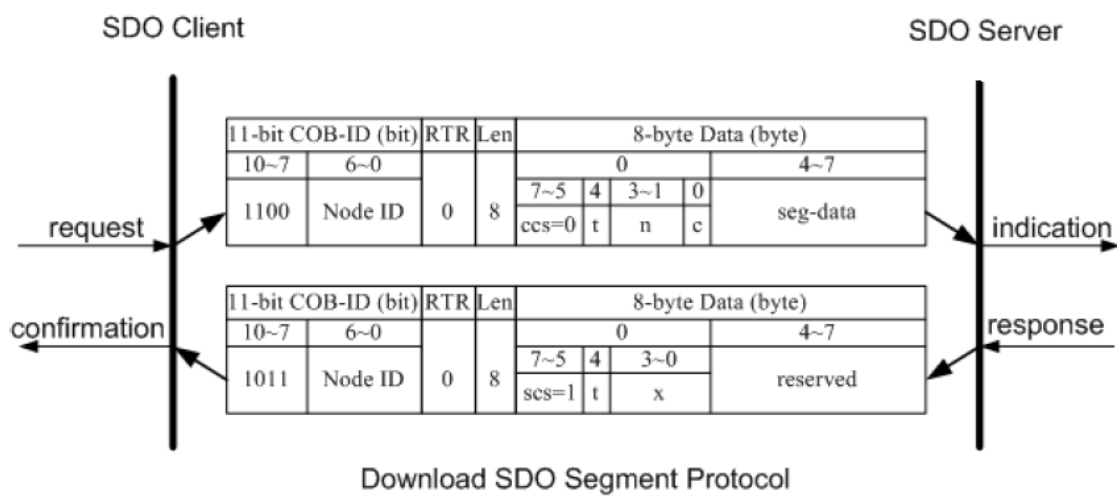 SDO Client
SDO Server
11-bit COB-ID (bit) RTR Len 8-byte Data (byte)
10~7 6~0 0 4~7
7~5 4 3~1 0
1100 Node ID 0 8 seg-data
ccs=0 t n c
request
indication
11-bit COB-ID (bit) RTR Len 8-byte Data (byte)
confirmation
response
10~7 6~0 0 4~7
7~5 4 3~0
1011 Node ID 0 8 reserved
scs=1 t x
Download SDO Segment Protocol